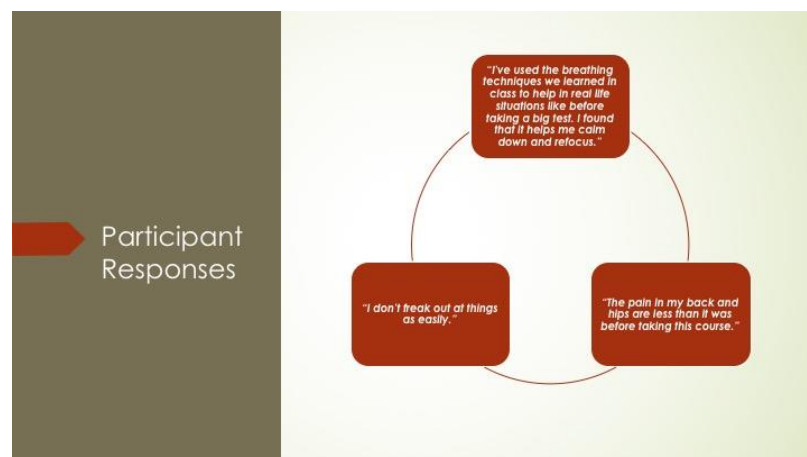 Participant
Responses
"I've used the breathing
techniques we learned in
class to help in real life
situations like before
taking a big test. I found
that it helps me calm
down and refocus."
"I don't freak out at things
as easily."
"The pain in my back and
hips are less than it was
before taking this course."